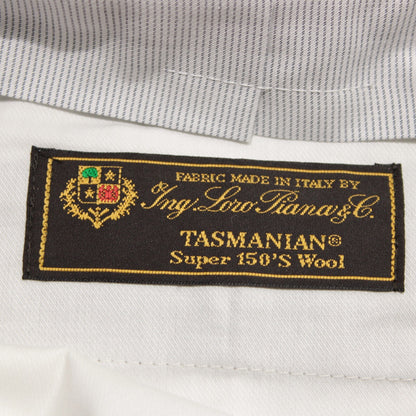 FABRIC MADE IN ITALY BY
Ing. Loro Piana & C.
TASMANIAN®
Super 150'S Wool